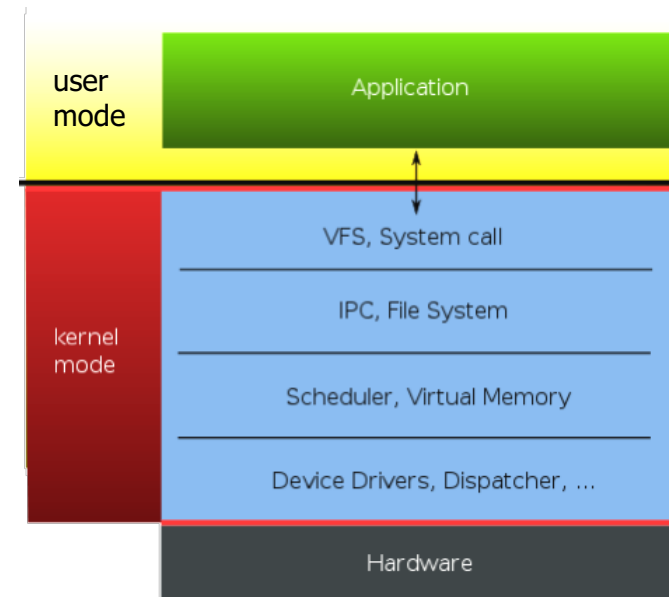 user
mode
Application
VFS, System call
IPC, File System
kernel
mode
Scheduler, Virtual Memory
Device Drivers, Dispatcher, ...
Hardware